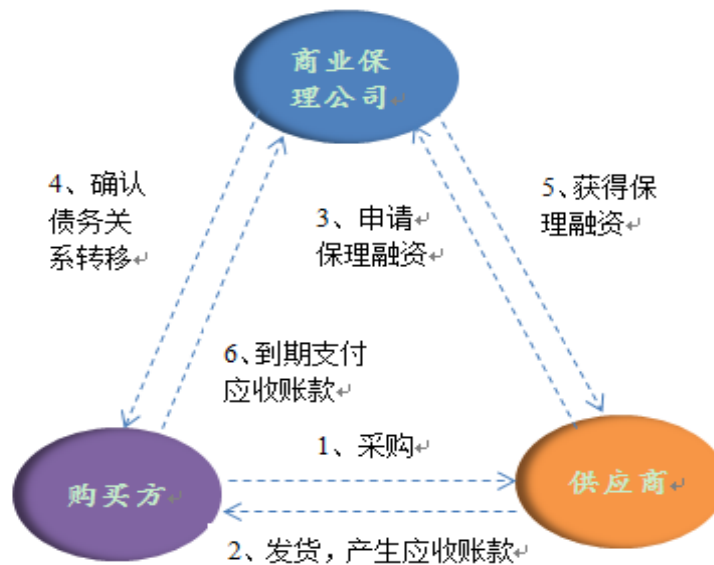 商业保
理公司
4、确认
债务关
系转移
3、申请
保理融资
5、获得保
理融资
6、到期支付
应收账款
1、采购
购买方
供应商
2、发货，产生应收账款